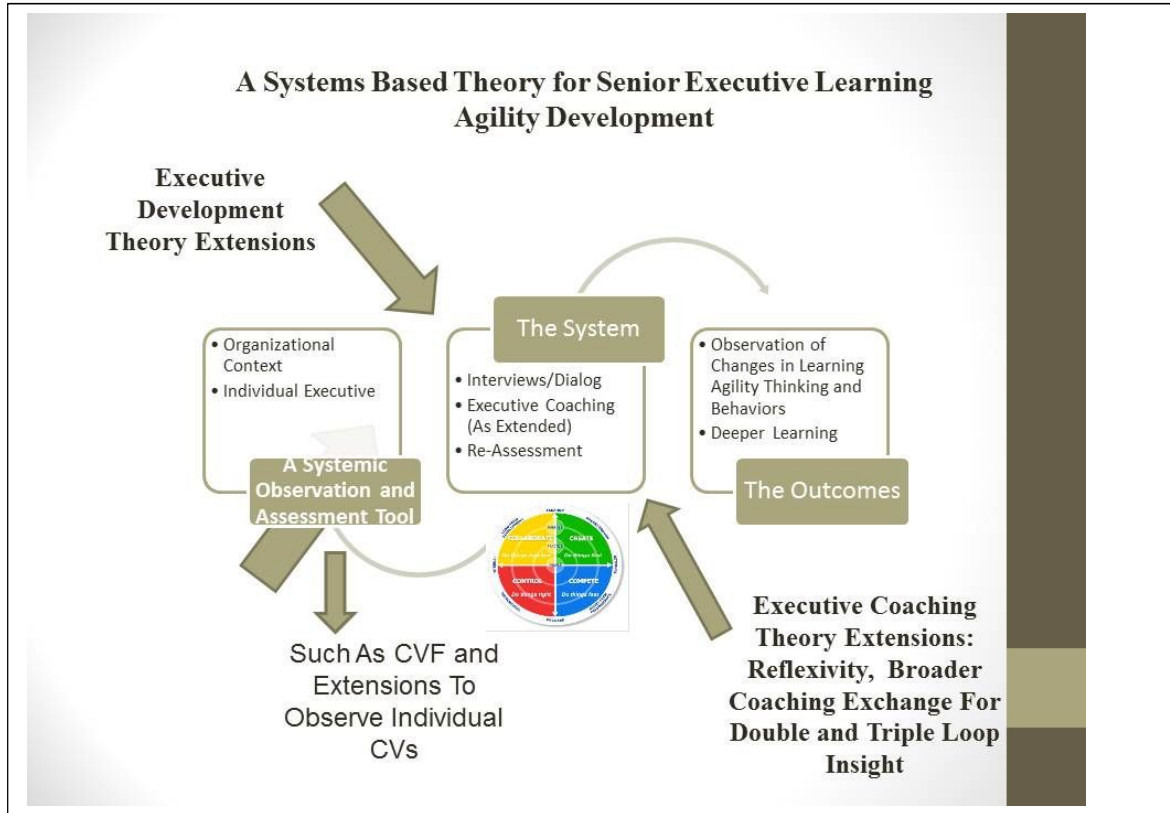 A Systems Based Theory for Senior Executive Learning
Agility Development
Executive
Development
Theory Extensions
• Organizational
Context
• Individual Executive
A Systemic
Observation and
Assessment Tool
The System
• Interviews/Dialog
• Executive Coaching
(As Extended)
• Re-Assessment
• Observation of
Changes in Learning
Agility Thinking and
Behaviors
• Deeper Learning
The Outcomes
COLLABORATE
CREATE
Do things first
CONTROL
Do things right
COMPETE
Do things fast
Such As CVF and
Extensions To
Observe Individual
CVs
Executive Coaching
Theory Extensions:
Reflexivity, Broader
Coaching Exchange For
Double and Triple Loop
Insight